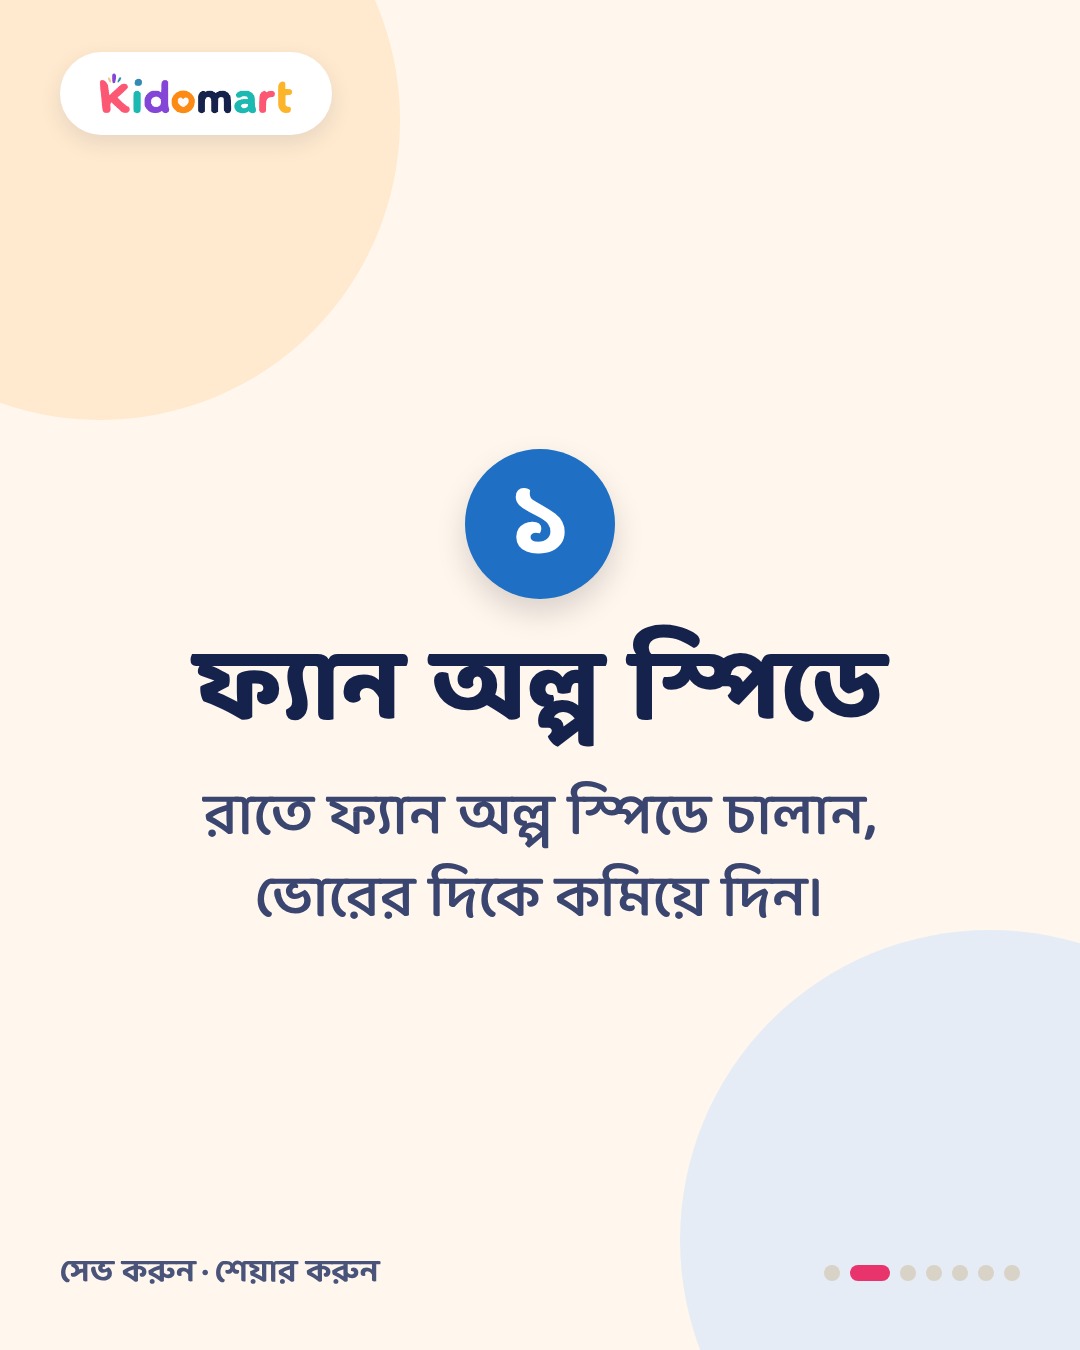 Kidomart
১
ফ্যান অল্প স্পিডে
রাতে ফ্যান অল্প স্পিডে চালান,
ভোরের দিকে কমিয়ে দিন।
সেভ করুন · শেয়ার করুন